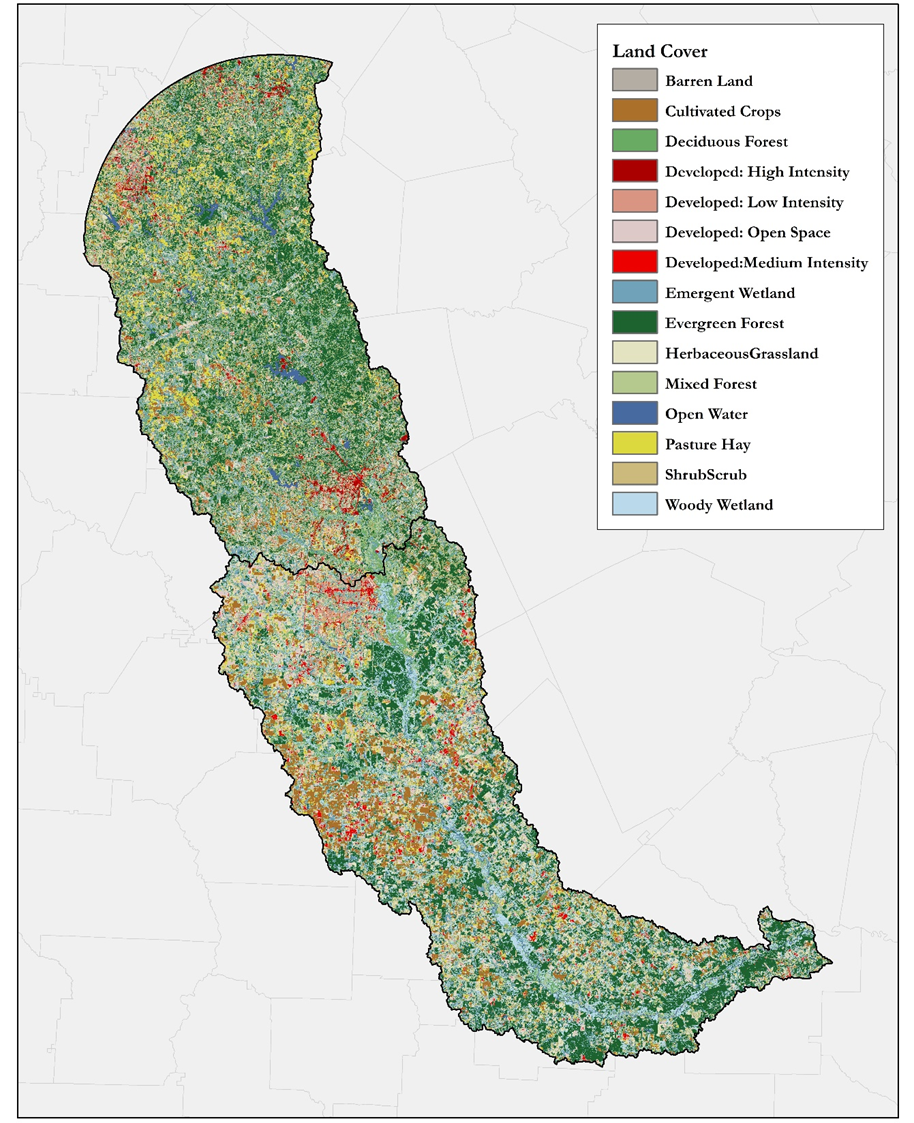 Land Cover
Barren Land
Cultivated Crops
Deciduous Forest
Developed: High Intensity
Developed: Low Intensity
Developed: Open Space
Developed:Medium Intensity
Emergent Wetland
Evergreen Forest
HerbaceousGrassland
Mixed Forest
Open Water
Pasture Hay
ShrubScrub
Woody Wetland